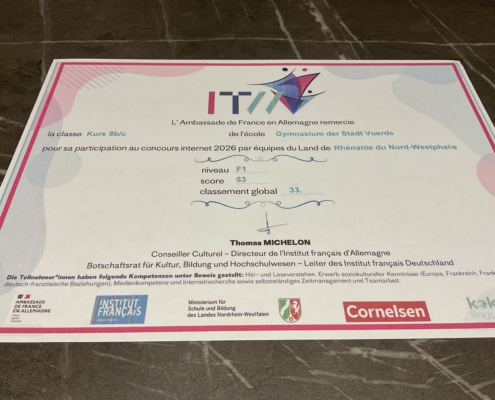 L'Ambassade de France en Allemagne remercie
la classe Kurs 8b/c de l'école Gymnasium der Stadt Voerde
pour sa participation au concours internet 2026 par équipes du Land de Rhénanie du Nord-Westphalie
niveau F1
score 63
classement global 33.
Thomas MICHELON
Conseiller Culturel – Directeur de l'Institut français d'Allemagne
Botschaftsrat für Kultur, Bildung und Hochschulwesen – Leiter des Institut français Deutschland
Die Teilnehmer*innen haben folgende Kompetenzen unter Beweis gestellt: Hör- und Leseverstehen, Erwerb soziokultureller Kenntnisse (Europa, Frankreich,
deutsch-französische Beziehungen), Medienkompetenz und Internetrecherche sowie selbstständiges Zeitmanagement und Teamarbeit.
AMBASSADE
DE FRANCE
EN ALLEMAGNE
INSTITUT
FRANÇAIS
Ministerium für
Schule und Bildung
des Landes Nordrhein-Westfalen
Cornelsen